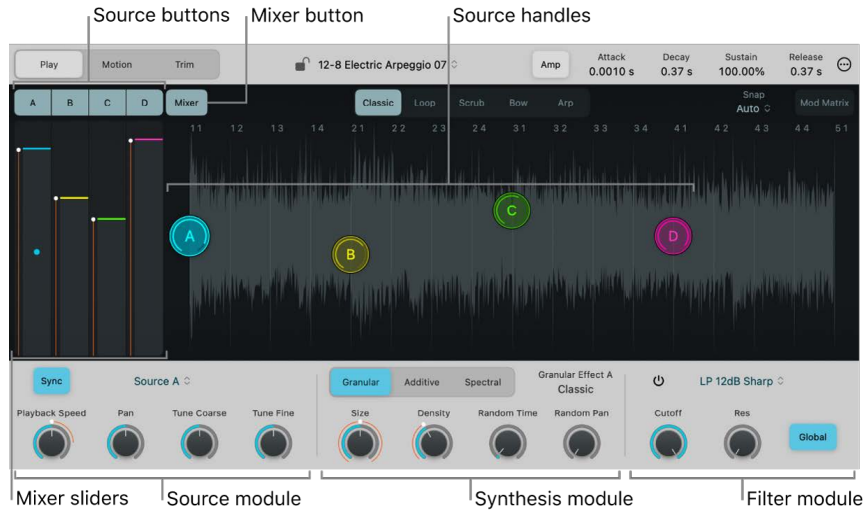 Source buttons Mixer button Source handles
Play Motion Trim 12-8 Electric Arpeggio 07 Amp Attack 0.0010 s Decay 0.37 s Sustain 100.00% Release 0.37 s
A B C D Mixer Classic Loop Scrub Bow Arp Snap Auto Mod Matrix
1 1 1 2 1 3 1 4 2 1 2 2 2 3 2 4 3 1 3 2 3 3 3 4 4 1 4 2 4 3 4 4 5 1
A B C D
Sync Source A Granular Additive Spectral Granular Effect A Classic LP 12dB Sharp
Playback Speed Pan Tune Coarse Tune Fine Size Density Random Time Random Pan Cutoff Res Global
Mixer sliders Source module Synthesis module Filter module